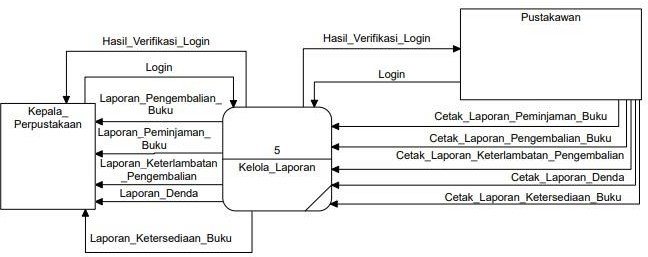 Pustakawan
Hasil_Verifikasi_Login
Hasil_Verifikasi_Login
Login
Login
Kepala_
Perpustakaan
Laporan_Pengembalian_
Buku
Laporan_Peminjaman_
Buku
Laporan_Keterlambatan
_Pengembalian
Laporan_Denda
Laporan_Ketersediaan_Buku
5
Kelola_Laporan
Cetak_Laporan_Peminjaman_Buku
Cetak_Laporan_Pengembalian_Buku
Cetak_Laporan_Keterlambatan_Pengembalian
Cetak_Laporan_Denda
Cetak_Laporan_Ketersediaan_Buku